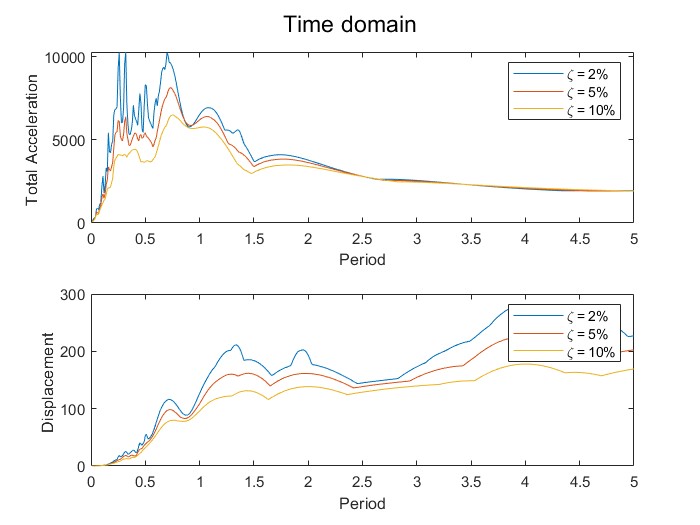 Time domain
10000
5000
0
Total Acceleration
ζ = 2%
ζ = 5%
ζ = 10%
0 0.5 1 1.5 2 2.5 3 3.5 4 4.5 5
Period
300
200
100
0
Displacement
ζ = 2%
ζ = 5%
ζ = 10%
0 0.5 1 1.5 2 2.5 3 3.5 4 4.5 5
Period